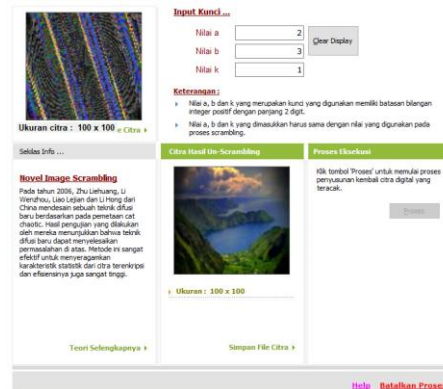 Input Kunci ...
Nilai a 2
Nilai b 3
Nilai k 1
Clear Display
Keterangan :
Nilai a, b dan k yang merupakan kunci yang digunakan memiliki batasan bilangan
integer positif dengan panjang 2 digit.
Nilai a, b dan k yang dimasukkan harus sama dengan nilai yang digunakan pada
proses scrambling.
Ukuran citra : 100 x 100 e Citra
Sekilas Info ...
Novel Image Scrambling
Pada tahun 2006, Zhu Liehuang, Li
Wenzhou, Liao Lejian dan Li Hong dari
China mendesain sebuah teknik difusi
baru berdasarkan pada pemetaan cat
chaotic. Hasil pengujian yang dilakukan
oleh mereka menunjukkan bahwa teknik
difusi baru dapat menyelesaikan
permasalahan di atas. Metode ini sangat
efektif untuk menyeragamkan
karakteristik statistik dari citra terenkripsi
dan efisiensinya juga sangat tinggi.
Teori Selengkapnya
Citra Hasil Un-Scrambling
Ukuran : 100 x 100
Simpan File Citra
Proses Eksekusi
Klik tombol 'Proses' untuk memulai proses
penyusunan kembali citra digital yang
teracak.
Proses
Help Batalkan Proses